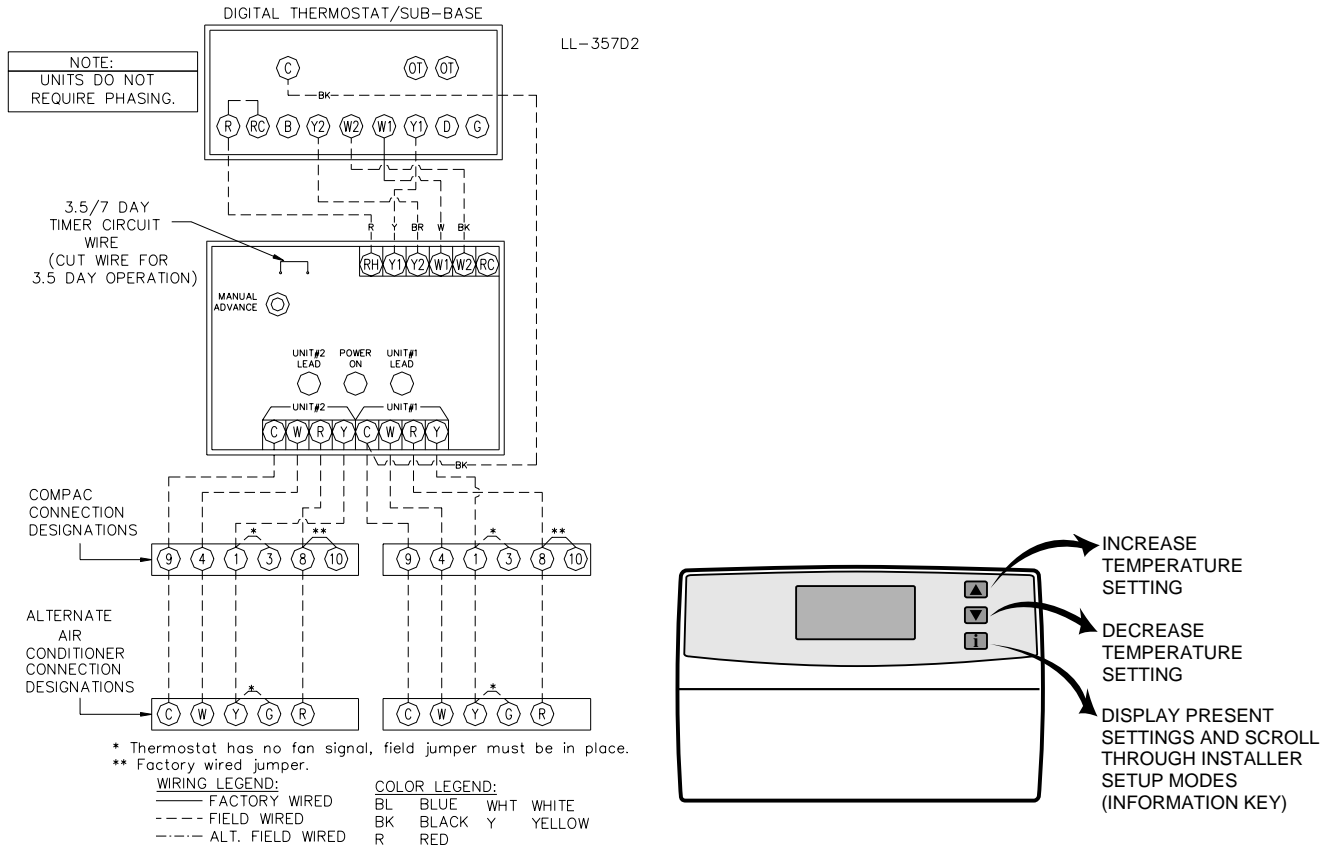 DIGITAL THERMOSTAT/SUB-BASE
LL-357D2
NOTE:
UNITS DO NOT
REQUIRE PHASING.
C OT OT
BK
R RC B Y2 W2 W1 Y1 D G
3.5/7 DAY
TIMER CIRCUIT
WIRE
(CUT WIRE FOR
3.5 DAY OPERATION)
R Y BR W BK
RH Y1 Y2 W1 W2 RC
MANUAL
ADVANCE
UNIT#2
LEAD
POWER
ON
UNIT#1
LEAD
UNIT#2 UNIT#1
C W R Y C W R Y
BK
COMPAC
CONNECTION
DESIGNATIONS
* ** * **
9 4 1 3 8 10 9 4 1 3 8 10
ALTERNATE
AIR
CONDITIONER
CONNECTION
DESIGNATIONS
* *
C W Y G R C W Y G R
* Thermostat has no fan signal, field jumper must be in place.
** Factory wired jumper.
WIRING LEGEND:
FACTORY WIRED
FIELD WIRED
ALT. FIELD WIRED
COLOR LEGEND:
BL BLUE WHT WHITE
BK BLACK Y YELLOW
R RED
INCREASE
TEMPERATURE
SETTING
DECREASE
TEMPERATURE
SETTING
i
DISPLAY PRESENT
SETTINGS AND SCROLL
THROUGH INSTALLER
SETUP MODES
(INFORMATION KEY)